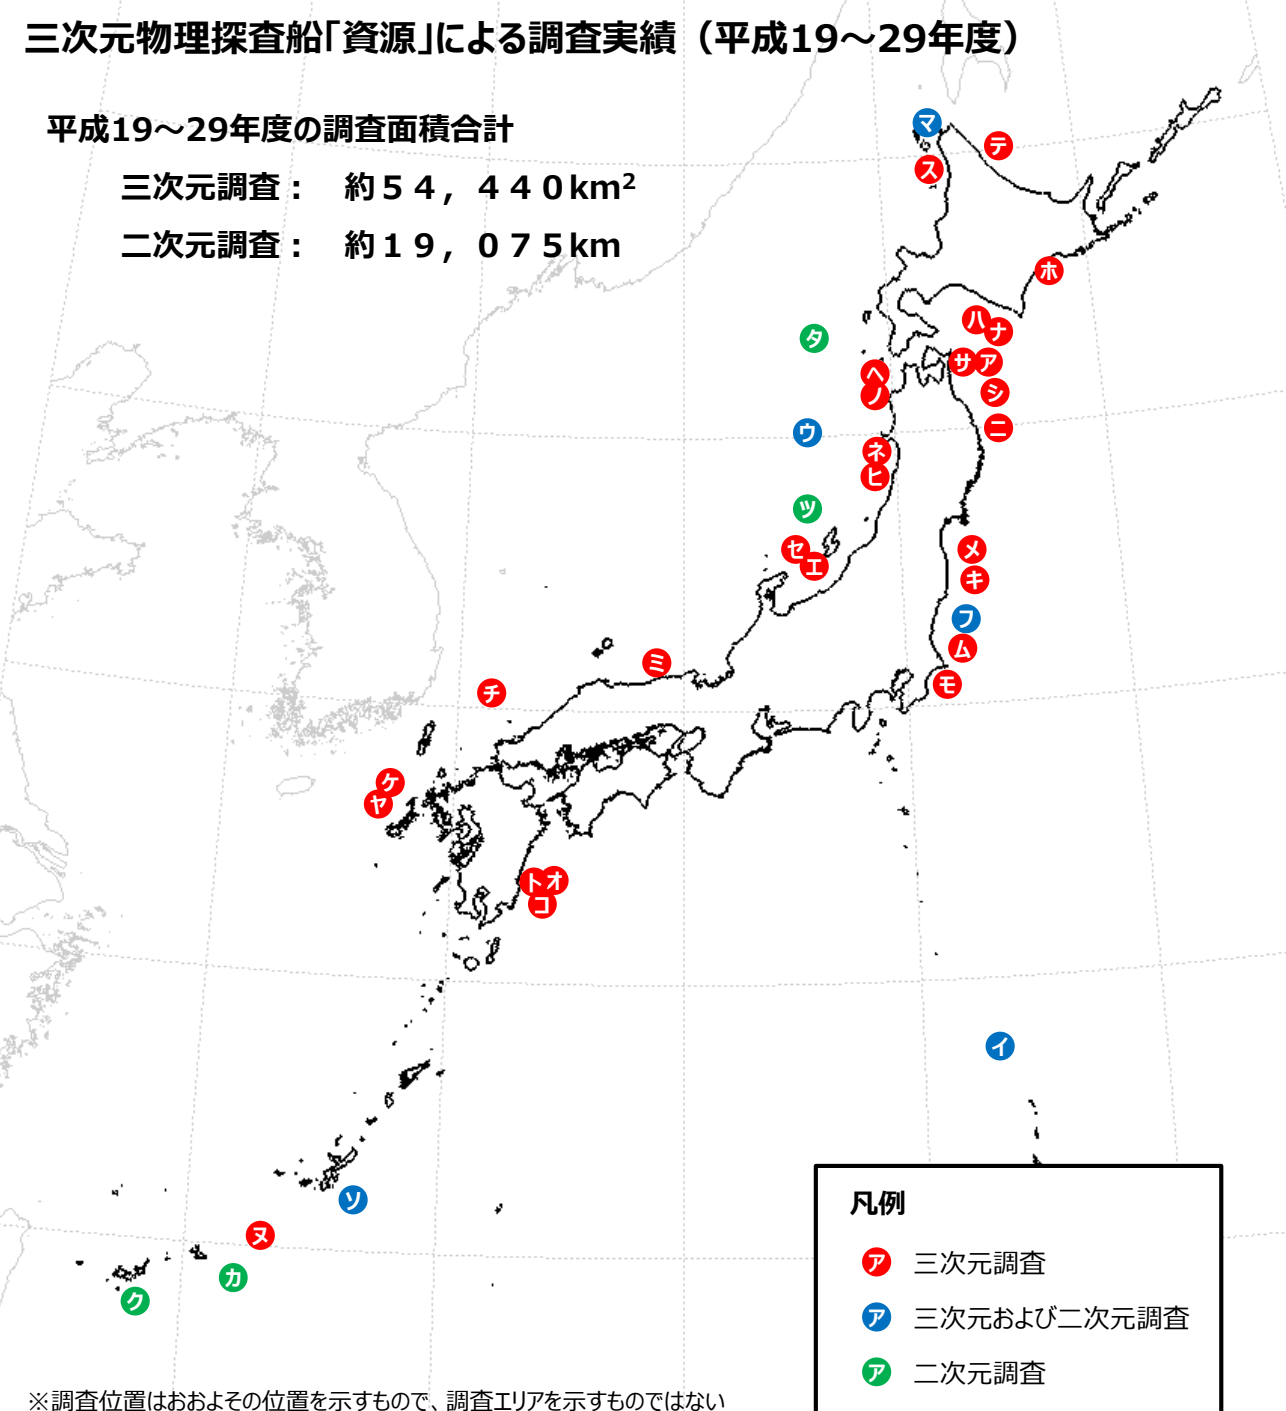 三次元物理探査船「資源」による調査実績（平成19～29年度）
平成19～29年度の調査面積合計
三次元調査： 約５４，４４０km²
二次元調査： 約１９，０７５km
マ
テ
ス
ホ
ハ
ナ
タ
サ
ア
ヘ
ノ
シ
ニ
ウ
ネ
ヒ
ツ
セ
エ
メ
キ
フ
ム
モ
ミ
チ
ケ
ヤ
ト
オ
コ
イ
ソ
ヌ
カ
ク
凡例
ア 三次元調査
ア 三次元および二次元調査
ア 二次元調査
※調査位置はおおよその位置を示すもので、調査エリアを示すものではない